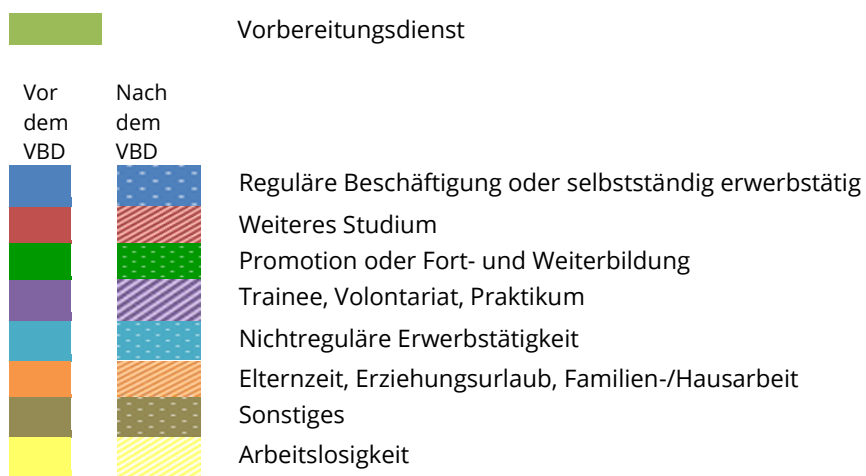 Vorbereitungsdienst
Vor Nach
dem dem
VBD VBD
Reguläre Beschäftigung oder selbstständig erwerbstätig
Weiteres Studium
Promotion oder Fort- und Weiterbildung
Trainee, Volontariat, Praktikum
Nichtreguläre Erwerbstätigkeit
Elternzeit, Erziehungsurlaub, Familien-/Hausarbeit
Sonstiges
Arbeitslosigkeit